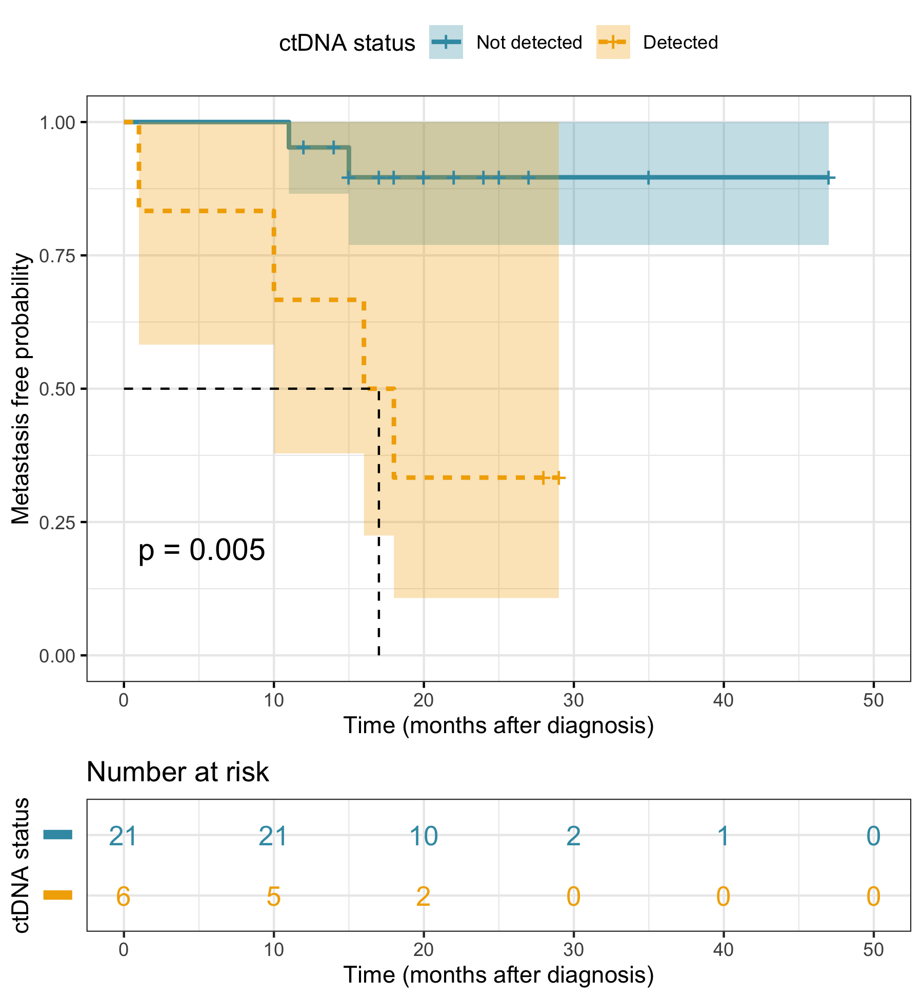 ctDNA status Not detected Detected
Metastasis free probability
1.00
0.75
0.50
0.25
0.00
p = 0.005
0 10 20 30 40 50
Time (months after diagnosis)
Number at risk
ctDNA status
21 21 10 2 1 0
6 5 2 0 0 0
0 10 20 30 40 50
Time (months after diagnosis)